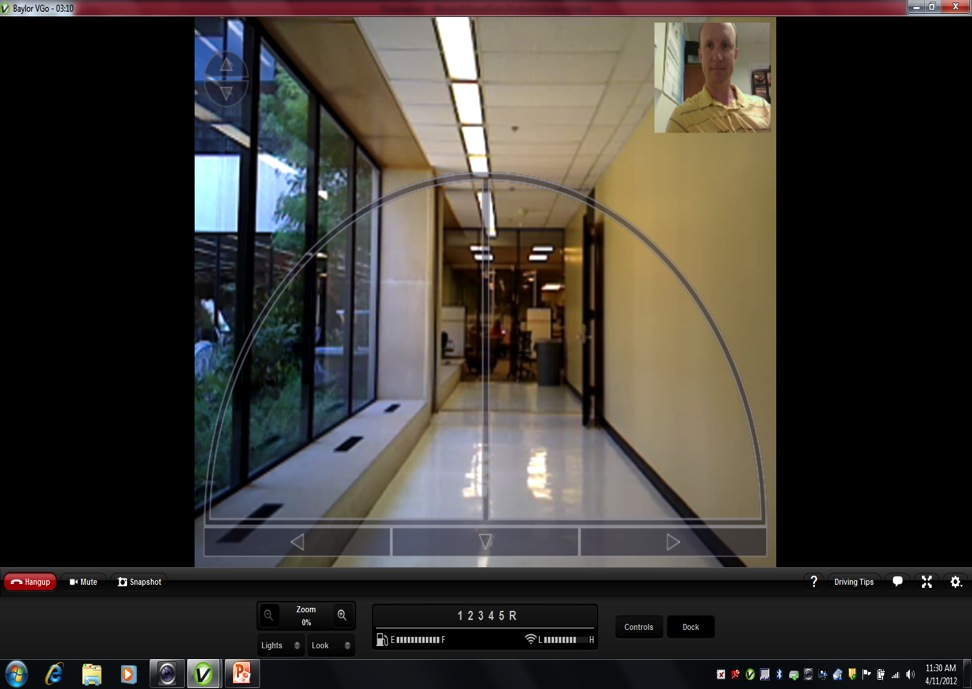 Baylor VGo - 03:10
Hangup Mute Snapshot
? Driving Tips
Zoom
0%
1 2 3 4 5 R
Lights Look
E F L H
Controls Dock
11:30 AM
4/11/2012